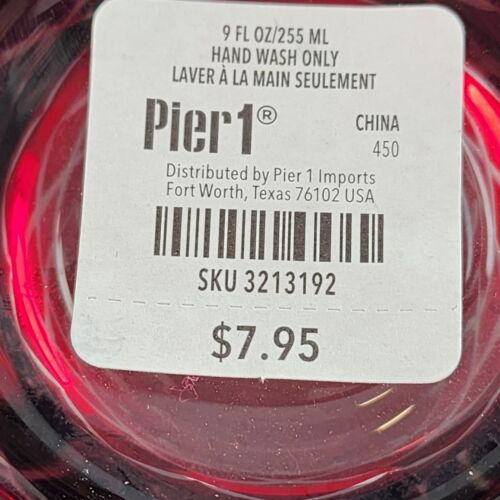 9 FL OZ/255 ML
HAND WASH ONLY
LAVER À LA MAIN SEULEMENT
Pier1® CHINA
450
Distributed by Pier 1 Imports
Fort Worth, Texas 76102 USA
SKU 3213192
$7.95